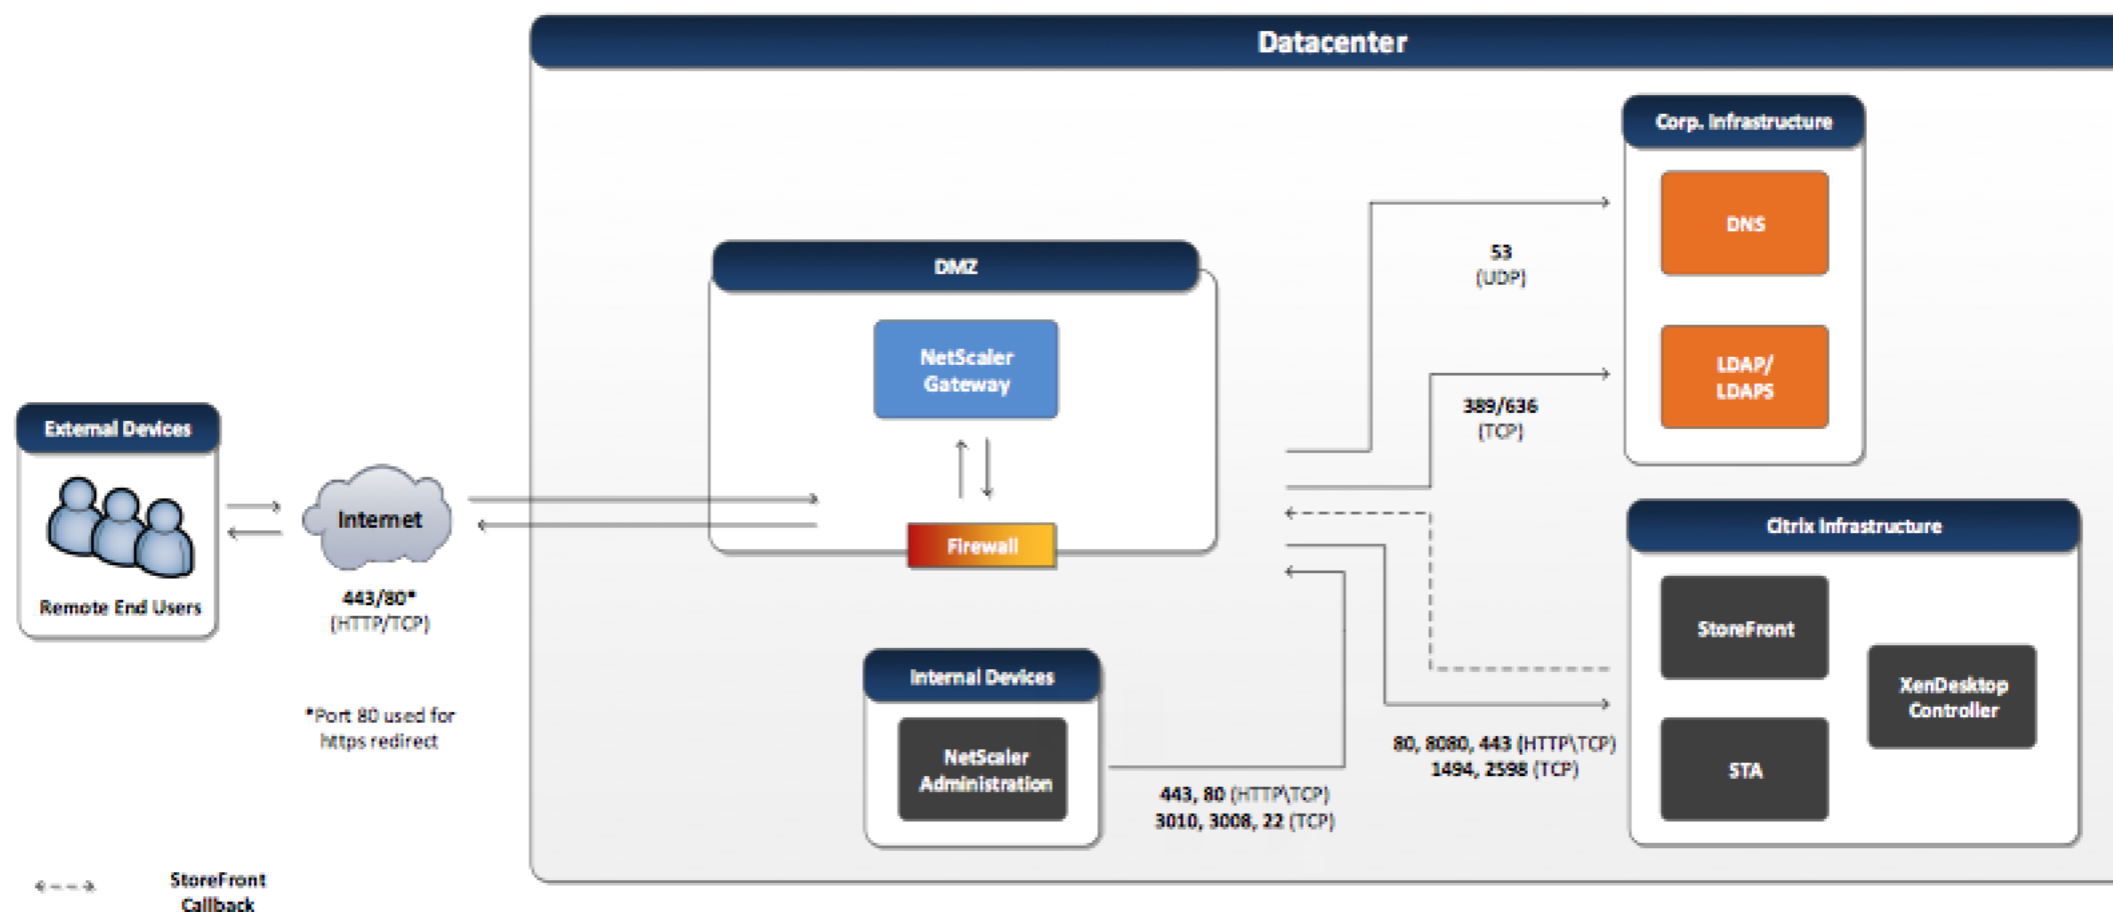 Datacenter
Corp. Infrastructure
DNS
53
(UDP)
DMZ
NetScaler
Gateway
LDAP/
LDAPS
389/636
(TCP)
External Devices
Internet
Remote End Users
443/80*
(HTTP/TCP)
Firewall
Citrix Infrastructure
StoreFront
XenDesktop
Controller
STA
Internal Devices
NetScaler
Administration
*Port 80 used for
https redirect
80, 8080, 443 (HTTP\TCP)
1494, 2598 (TCP)
443, 80 (HTTP\TCP)
3010, 3008, 22 (TCP)
StoreFront
Callback